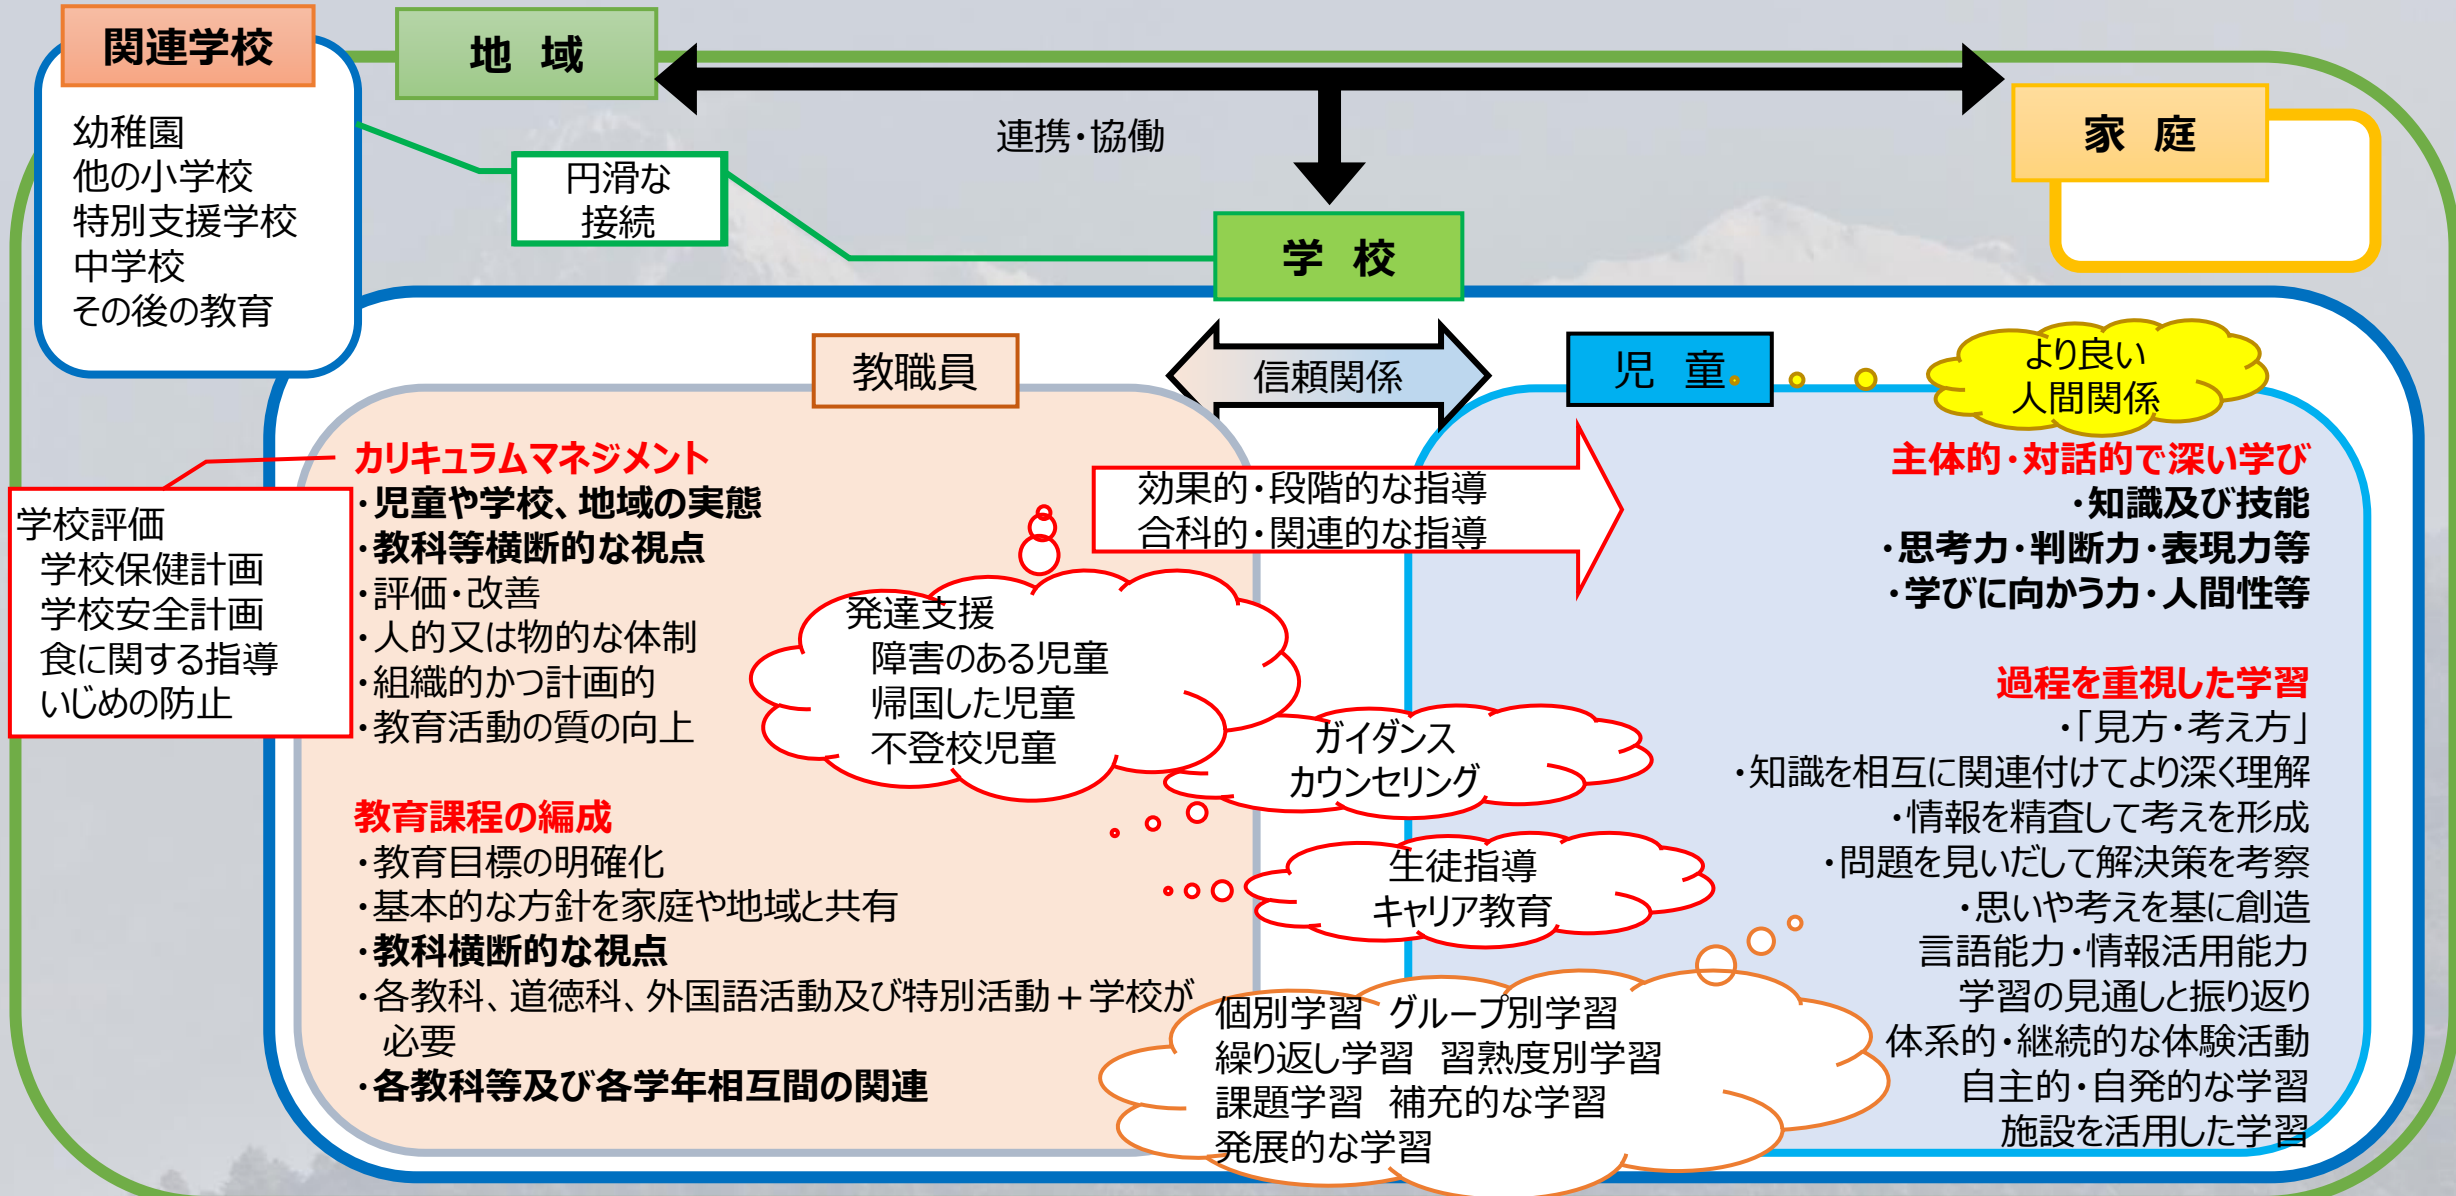 関連学校
幼稚園
他の小学校
特別支援学校
中学校
その後の教育
地 域
連携・協働
円滑な
接続
家 庭
学 校
教職員
信頼関係
児 童
より良い
人間関係
学校評価
学校保健計画
学校安全計画
食に関する指導
いじめの防止
カリキュラムマネジメント
・児童や学校、地域の実態
・教科等横断的な視点
・評価・改善
・人的又は物的な体制
・組織的かつ計画的
・教育活動の質の向上
教育課程の編成
・教育目標の明確化
・基本的な方針を家庭や地域と共有
・教科横断的な視点
・各教科、道徳科、外国語活動及び特別活動+学校が
必要
・各教科等及び各学年相互間の関連
効果的・段階的な指導
合科的・関連的な指導
発達支援
障害のある児童
帰国した児童
不登校児童
ガイダンス
カウンセリング
生徒指導
キャリア教育
個別学習 グループ別学習
繰り返し学習 習熟度別学習
課題学習 補充的な学習
発展的な学習
主体的・対話的で深い学び
・知識及び技能
・思考力・判断力・表現力等
・学びに向かう力・人間性等
過程を重視した学習
・「見方・考え方」
・知識を相互に関連付けてより深く理解
・情報を精査して考えを形成
・問題を見いだして解決策を考察
・思いや考えを基に創造
言語能力・情報活用能力
学習の見通しと振り返り
体系的・継続的な体験活動
自主的・自発的な学習
施設を活用した学習